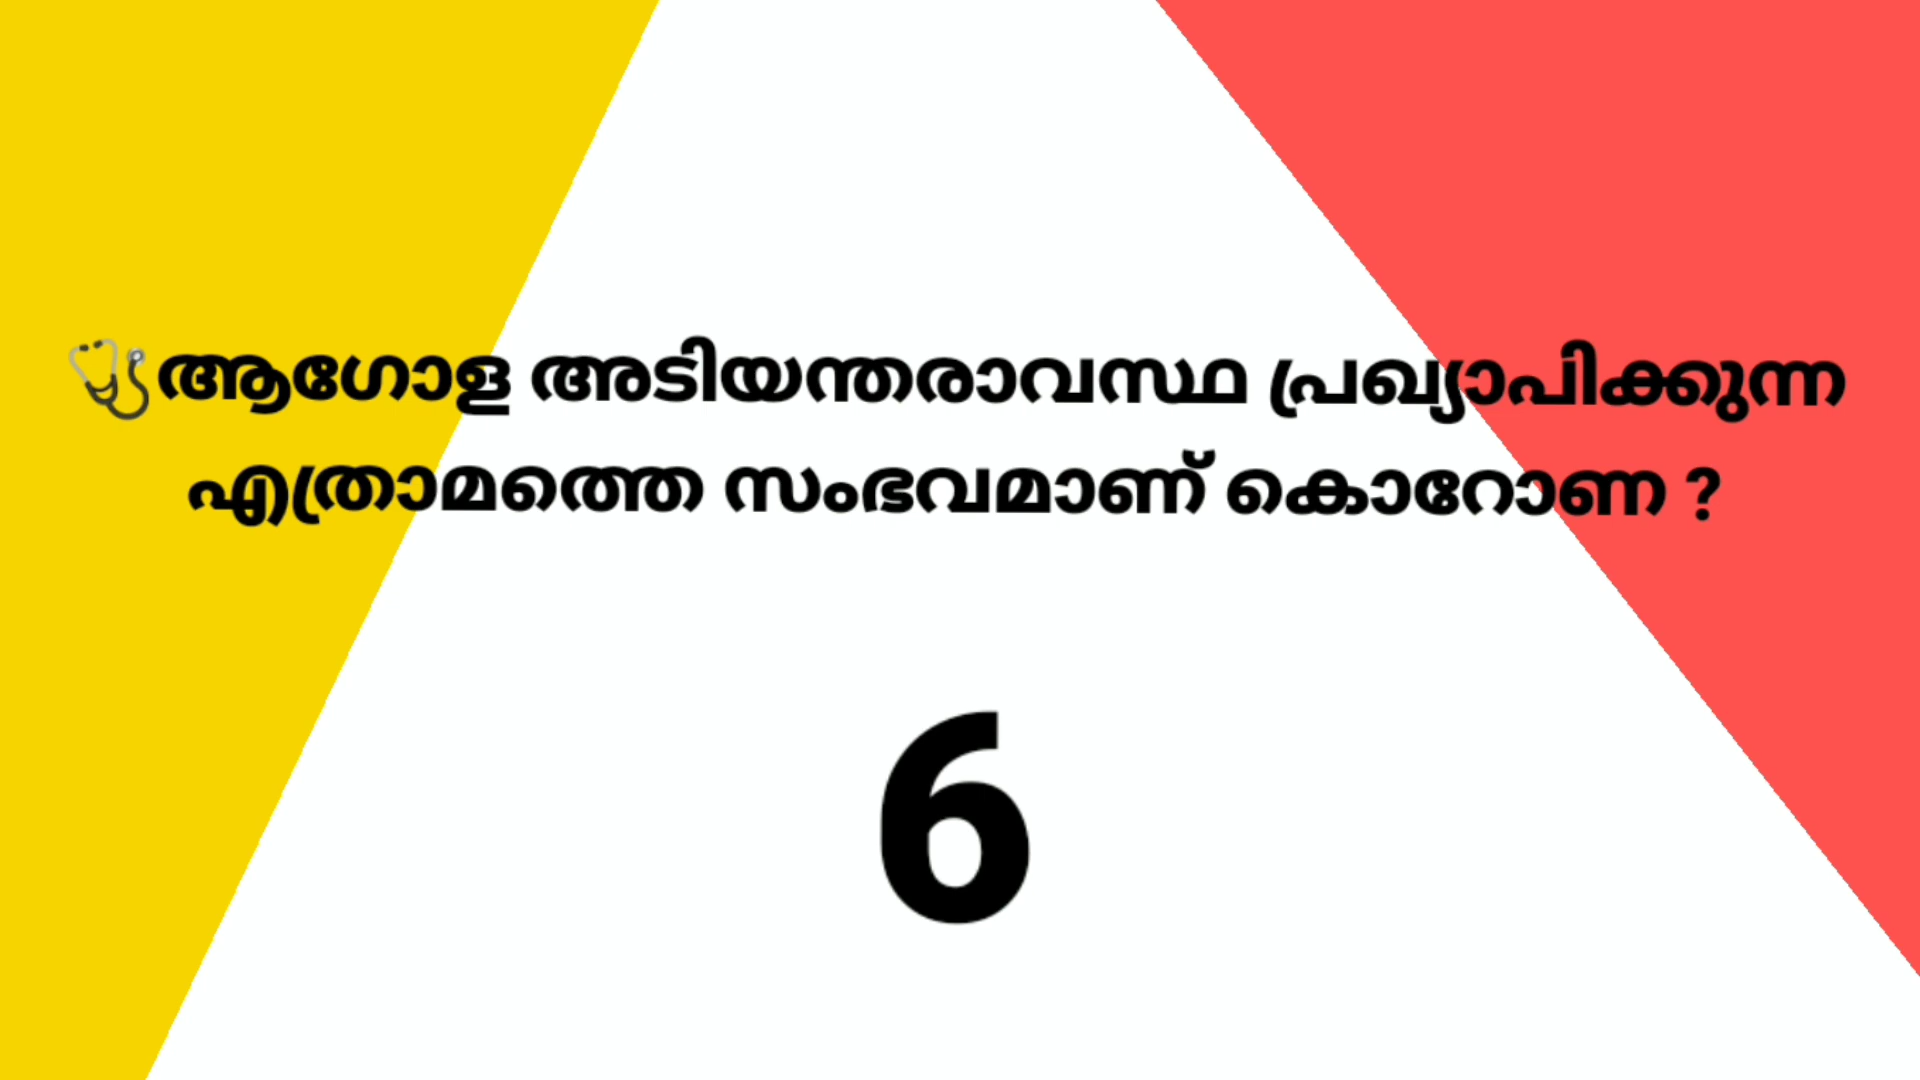 🩺ആഗോള അടിയന്തരാവസ്ഥ പ്രഖ്യാപിക്കുന്ന
എത്രാമത്തെ സംഭവമാണ് കൊറോണ ?
6